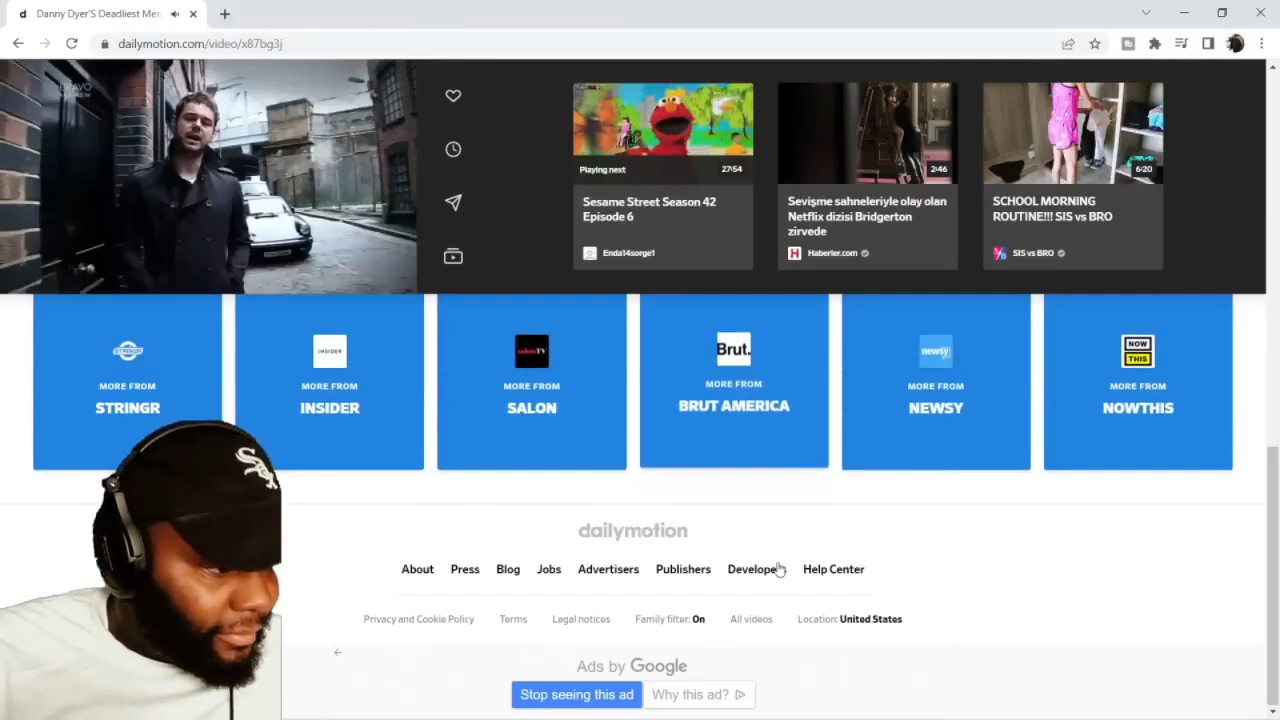 Danny Dyer'S Deadliest Men
dailymotion.com/video/x87bg3j
BRAVO
Playing next
27:54
Sesame Street Season 42
Episode 6
Enda14sorge1
2:46
Sevişme sahneleriyle olay olan
Netflix dizisi Bridgerton
zirvede
H Haberler.com
6:20
SCHOOL MORNING
ROUTINE!!! SIS vs BRO
SIS vs BRO
STRINGR
MORE FROM
STRINGR
INSIDER
MORE FROM
INSIDER
salonTV
MORE FROM
SALON
Brut.
MORE FROM
BRUT AMERICA
newsy
MORE FROM
NEWSY
NOW
THIS
MORE FROM
NOWTHIS
dailymotion
About Press Blog Jobs Advertisers Publishers Developers Help Center
Privacy and Cookie Policy Terms Legal notices Family filter: On All videos Location: United States
Ads by Google
Stop seeing this ad Why this ad?